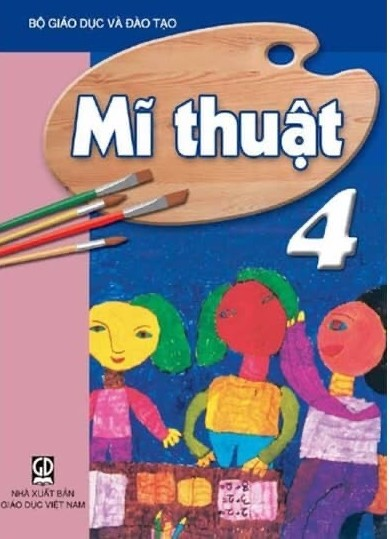 BỘ GIÁO DỤC VÀ ĐÀO TẠO
Mĩ thuật
4
GD
NHÀ XUẤT BẢN
GIÁO DỤC VIỆT NAM